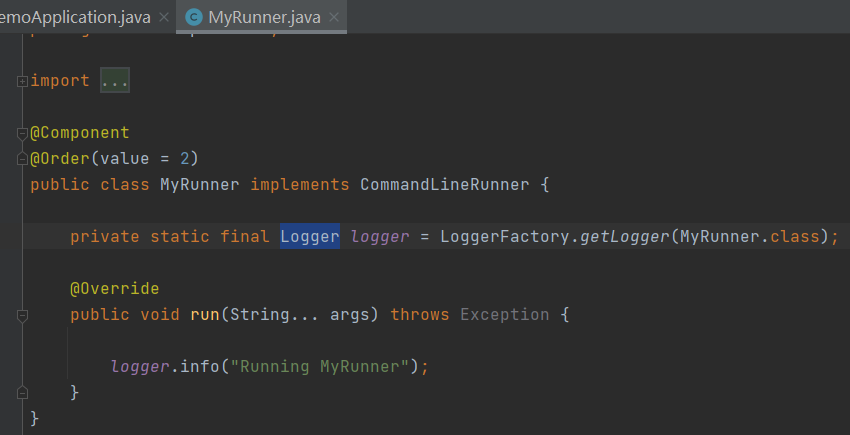 emoApplication.java × MyRunner.java ×
import ...
@Component
@Order(value = 2)
public class MyRunner implements CommandLineRunner {
private static final Logger logger = LoggerFactory.getLogger(MyRunner.class);
@Override
public void run(String... args) throws Exception {
logger.info("Running MyRunner");
}
}